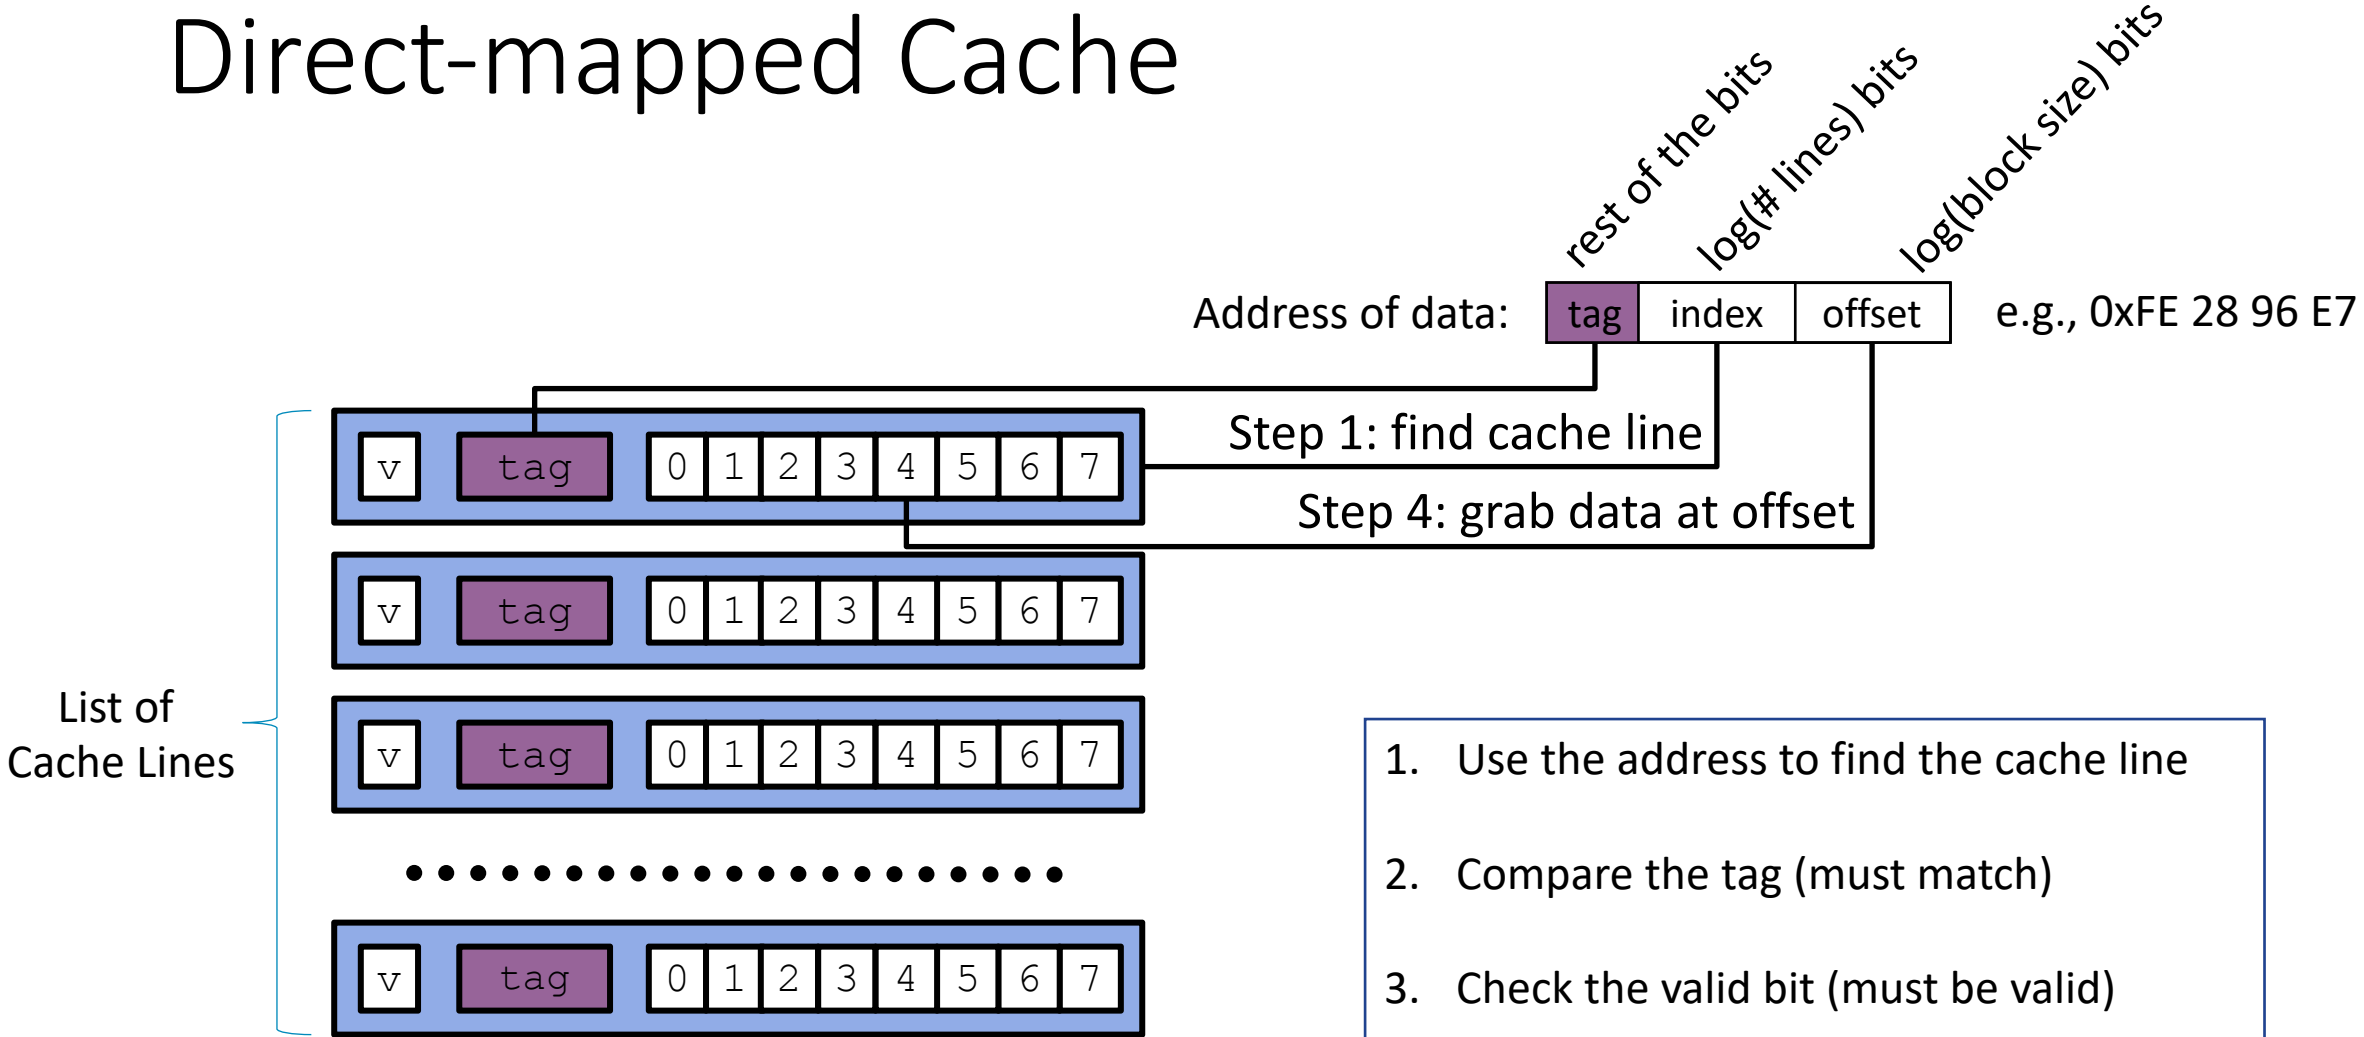 Direct-mapped Cache
rest of the bits
log(# lines) bits
log(block size) bits
Address of data:
tag index offset
e.g., 0xFE 28 96 E7
v tag 0 1 2 3 4 5 6 7
Step 1: find cache line
Step 4: grab data at offset
v tag 0 1 2 3 4 5 6 7
List of
Cache Lines
v tag 0 1 2 3 4 5 6 7
v tag 0 1 2 3 4 5 6 7
1. Use the address to find the cache line
2. Compare the tag (must match)
3. Check the valid bit (must be valid)